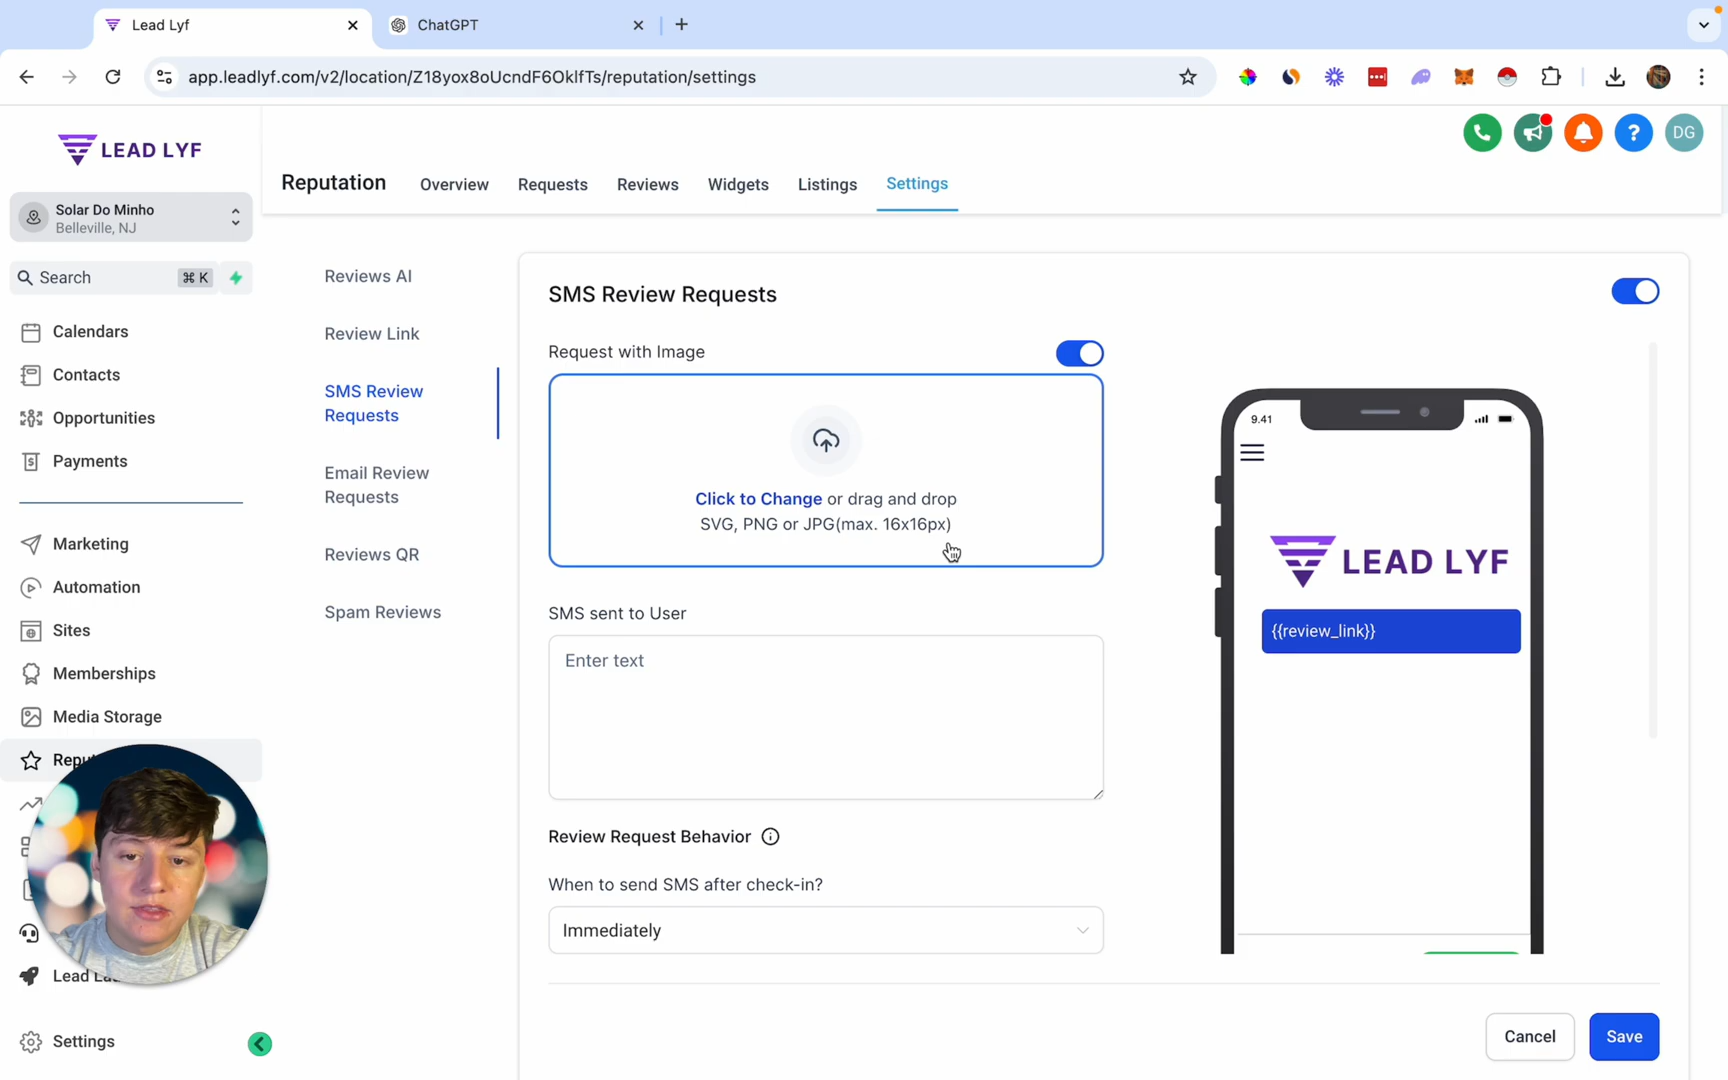 Lead Lyf
ChatGPT
app.leadlyf.com/v2/location/Z18yox8oUcndF6OklfTs/reputation/settings
LEAD LYF
Solar Do Minho
Belleville, NJ
Search
⌘ K
Calendars
Contacts
Opportunities
Payments
Marketing
Automation
Sites
Memberships
Media Storage
Settings
Reputation
Overview
Requests
Reviews
Widgets
Listings
Settings
DG
Reviews AI
Review Link
SMS Review
Requests
Email Review
Requests
Reviews QR
Spam Reviews
SMS Review Requests
Request with Image
Click to Change or drag and drop
SVG, PNG or JPG(max. 16x16px)
SMS sent to User
Enter text
Review Request Behavior
When to send SMS after check-in?
Immediately
9.41
LEAD LYF
{{review_link}}
Cancel
Save